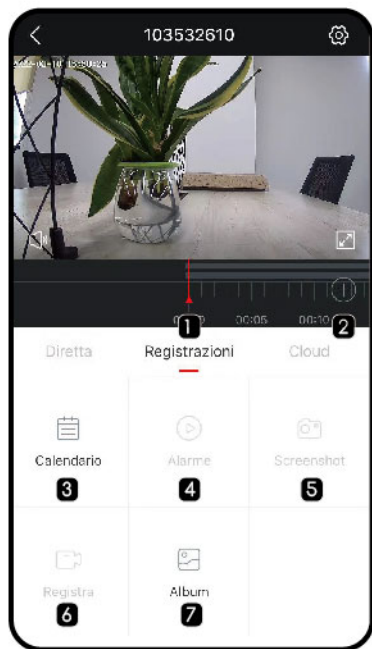 103532610
1
00:05
00:10
2
Diretta
Registrazioni
Cloud
Calendario
Alarme
Screenshot
3
4
5
Registra
Album
6
7